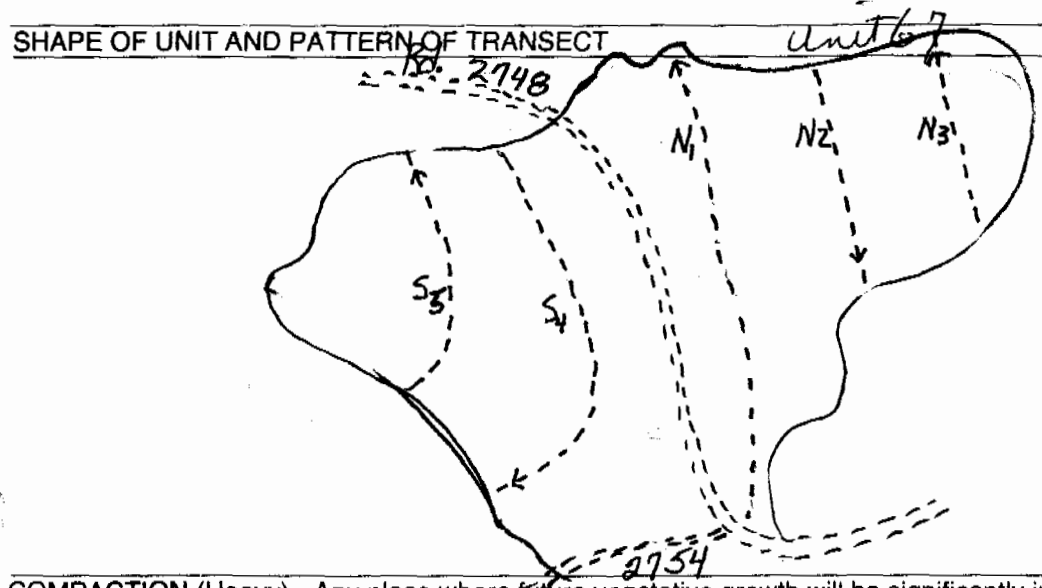 SHAPE OF UNIT AND PATTERN OF TRANSECT Unit 67
Rd. 2748
N1 N2 N3
S5 S4
2754
COMPACTION (Heavy) - Any place where future vegetative growth will be significantly